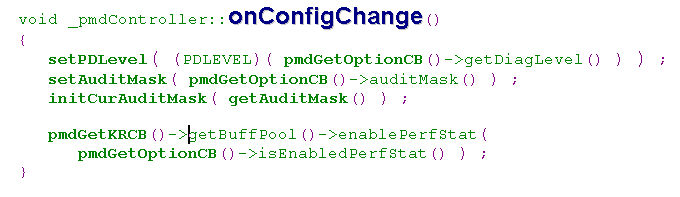 void _pmdController::onConfigChange()
{
setPDLevel( (PDLEVEL)( pmdGetOptionCB()->getDiagLevel() ) ) ;
setAuditMask( pmdGetOptionCB()->auditMask() ) ;
initCurAuditMask( getAuditMask() ) ;
pmdGetKRCB()->getBuffPool()->enablePerfStat(
pmdGetOptionCB()->isEnabledPerfStat() ) ;
}